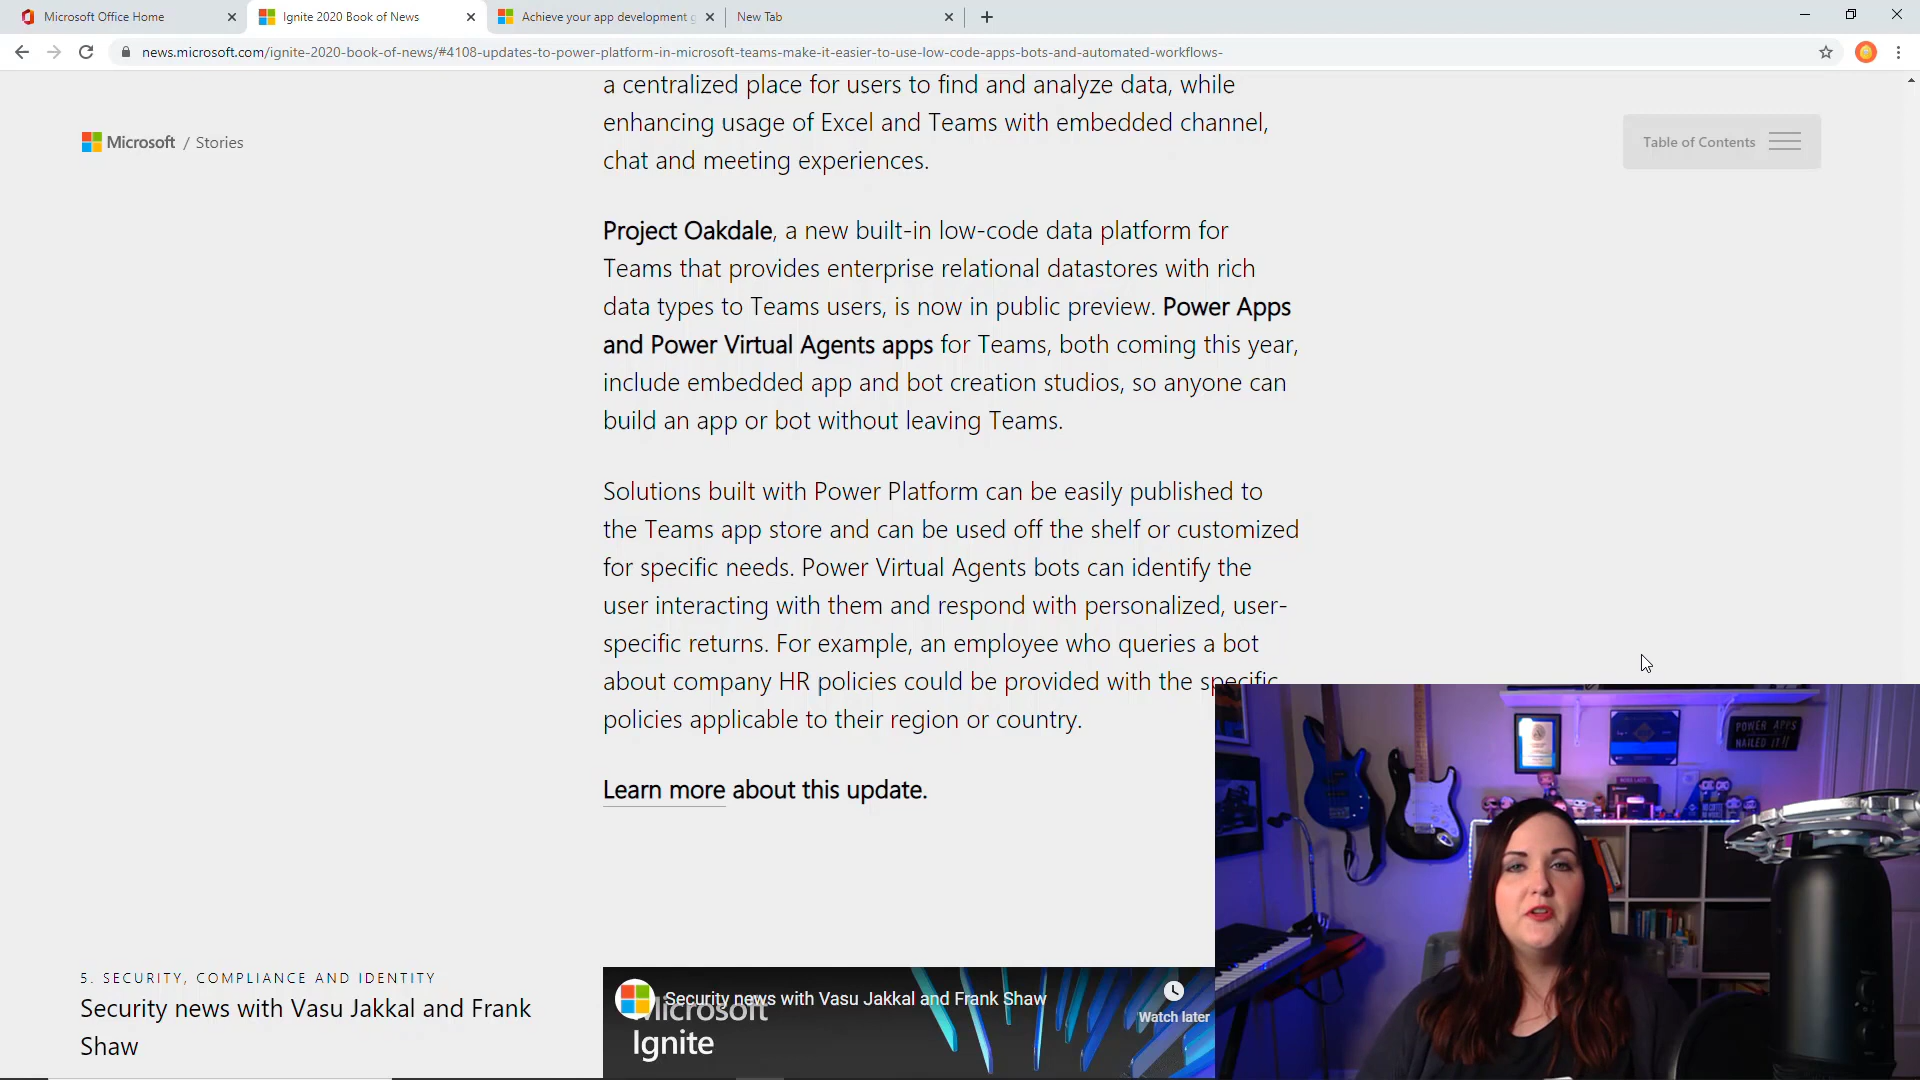 Microsoft Office Home
Ignite 2020 Book of News
Achieve your app development g
New Tab
news.microsoft.com/ignite-2020-book-of-news/#4108-updates-to-power-platform-in-microsoft-teams-make-it-easier-to-use-low-code-apps-bots-and-automated-workflows-
a centralized place for users to find and analyze data, while
enhancing usage of Excel and Teams with embedded channel,
chat and meeting experiences.
Microsoft / Stories
Table of Contents
Project Oakdale, a new built-in low-code data platform for
Teams that provides enterprise relational datastores with rich
data types to Teams users, is now in public preview. Power Apps
and Power Virtual Agents apps for Teams, both coming this year,
include embedded app and bot creation studios, so anyone can
build an app or bot without leaving Teams.
Solutions built with Power Platform can be easily published to
the Teams app store and can be used off the shelf or customized
for specific needs. Power Virtual Agents bots can identify the
user interacting with them and respond with personalized, user-
specific returns. For example, an employee who queries a bot
about company HR policies could be provided with the specific
policies applicable to their region or country.
Learn more about this update.
POWER APPS
NAILED IT!!
5. SECURITY, COMPLIANCE AND IDENTITY
Security news with Vasu Jakkal and Frank
Shaw
Security news with Vasu Jakkal and Frank Shaw
Microsoft
Ignite
Watch later